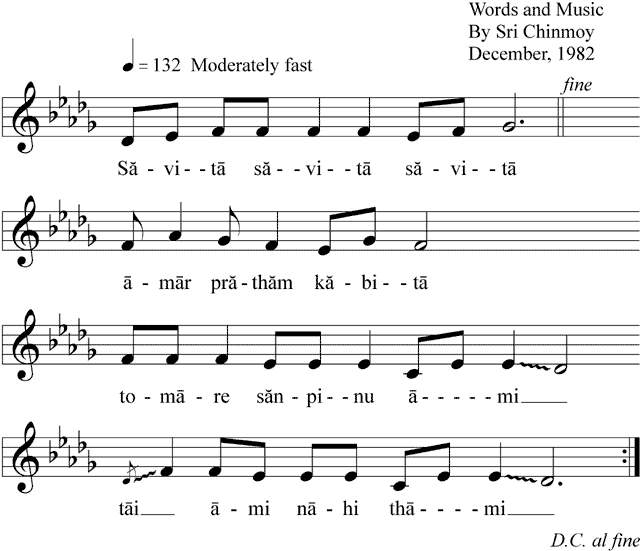 Words and Music
By Sri Chinmoy
December, 1982
= 132 Moderately fast
fine
Să - vi - - tā să - - vi - - tā să - vi - - tā
ā - mār pră - thăm kă - bi - - tā
to - mā - re săn - pi - nu ā - - - - - mi
tāi ā - mi nā - hi thā - - - - mi
D.C. al fine